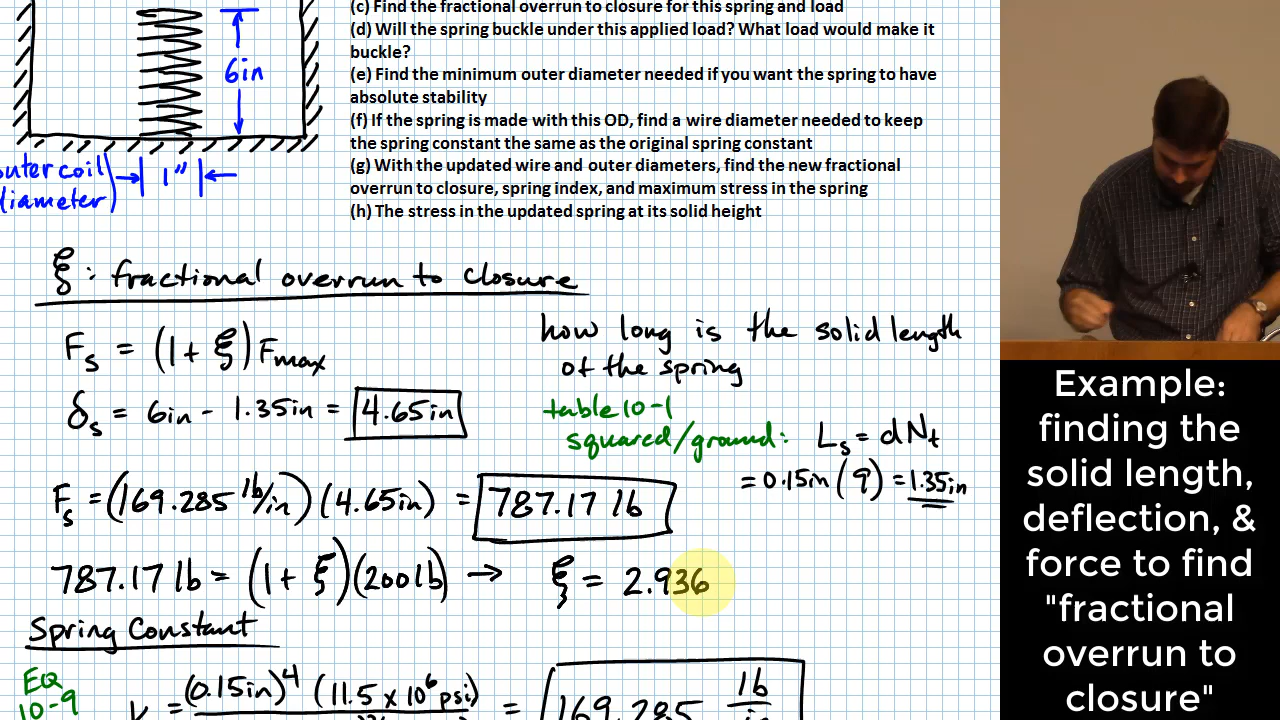 (c) Find the fractional overrun to closure for this spring and load
(d) Will the spring buckle under this applied load? What load would make it
buckle?
(e) Find the minimum outer diameter needed if you want the spring to have
absolute stability
(f) If the spring is made with this OD, find a wire diameter needed to keep
the spring constant the same as the original spring constant
(g) With the updated wire and outer diameters, find the new fractional
overrun to closure, spring index, and maximum stress in the spring
(h) The stress in the updated spring at its solid height
6in
outer coil
diameter
1"
ξ: fractional overrun to closure
F_s = (1 + ξ) F_max
δ_s = 6in - 1.35in = 4.65in
how long is the solid length
of the spring
table 10-1
squared/ground: L_s = d N_t
= 0.15in (9) = 1.35in
F_s = (169.285 lb/in)(4.65in) = 787.17 lb
787.17 lb = (1 + ξ)(200 lb) → ξ = 2.936
Spring Constant
EQ
10-9
k = (0.15in)^4 (11.5 x 10^6 psi)
= 169.285 lb
Example:
finding the
solid length,
deflection, &
force to find
"fractional
overrun to
closure"